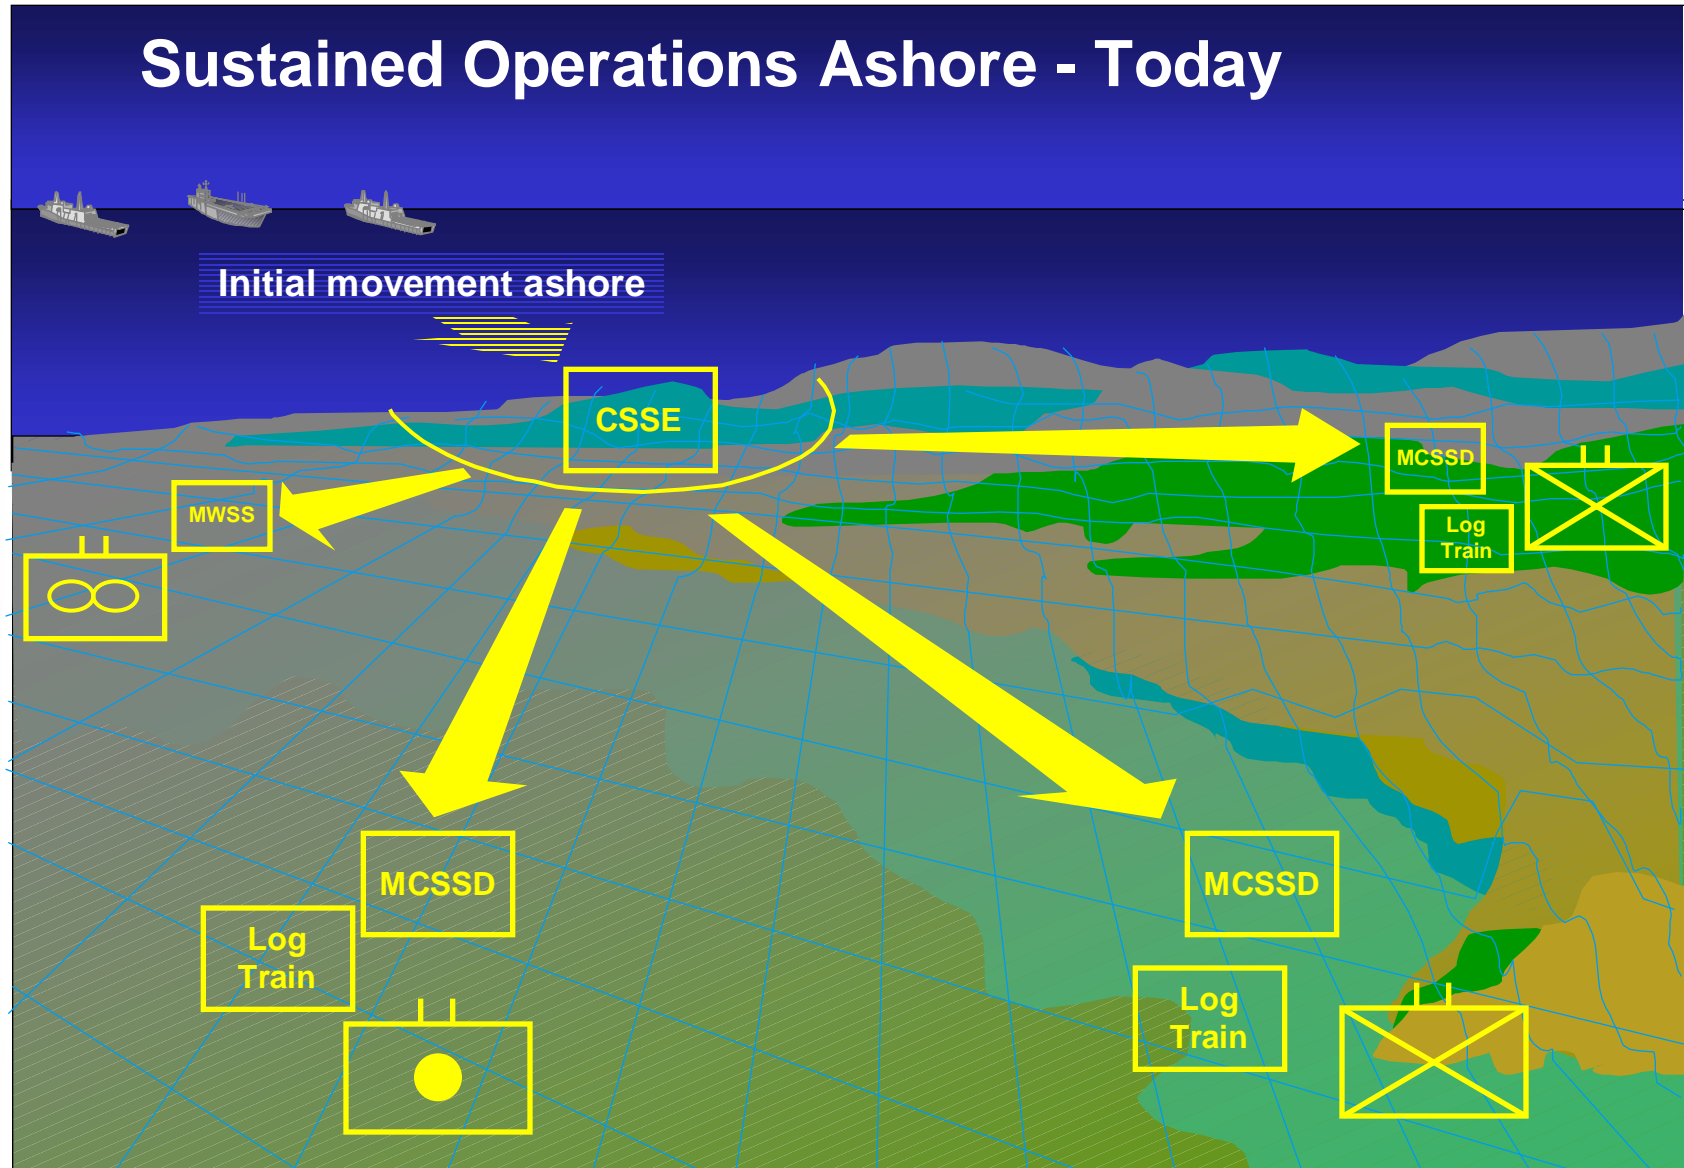 Sustained Operations Ashore - Today
Initial movement ashore
CSSE
MCSSD
MWSS
Log
Train
MCSSD
MCSSD
Log
Train
Log
Train